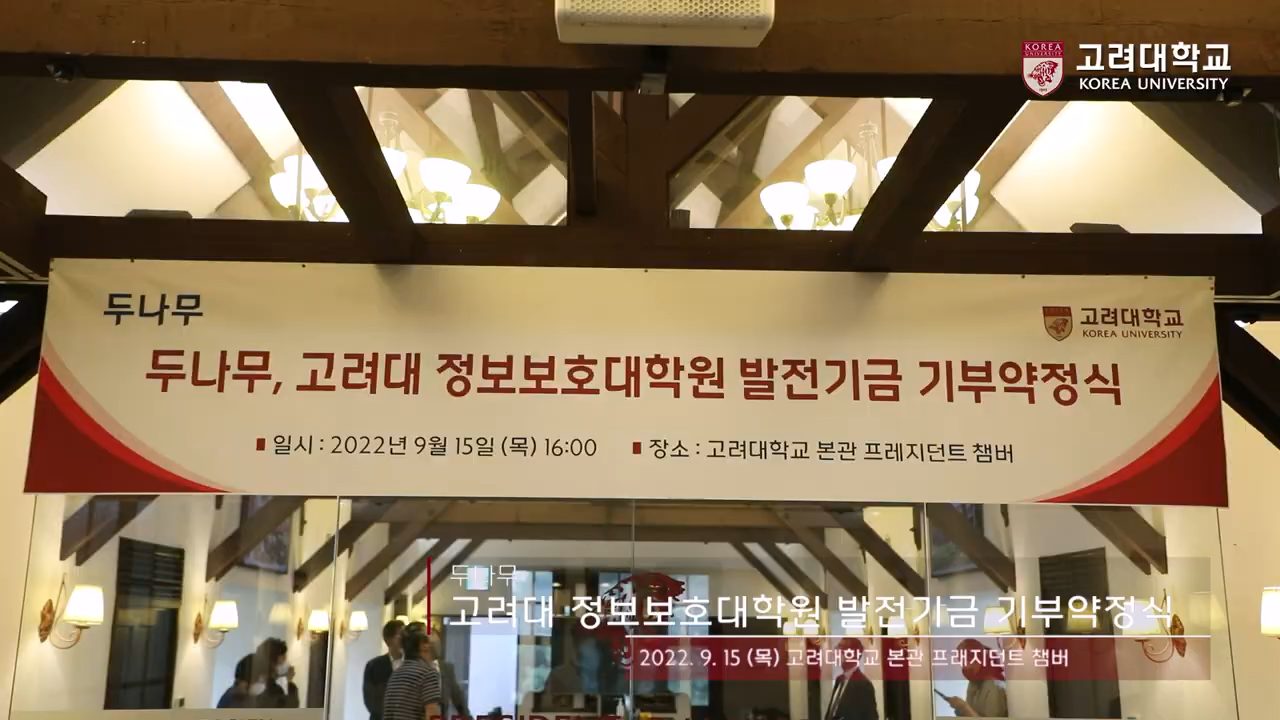 KOREA
UNIVERSITY
고려대학교
KOREA UNIVERSITY
두나무
고려대학교
KOREA UNIVERSITY
두나무, 고려대 정보보호대학원 발전기금 기부약정식
일시 : 2022년 9월 15일 (목) 16:00
장소 : 고려대학교 본관 프레지던트 챔버
두나무
고려대 정보보호대학원 발전기금 기부약정식
2022. 9. 15 (목) 고려대학교 본관 프래지던트 챔버